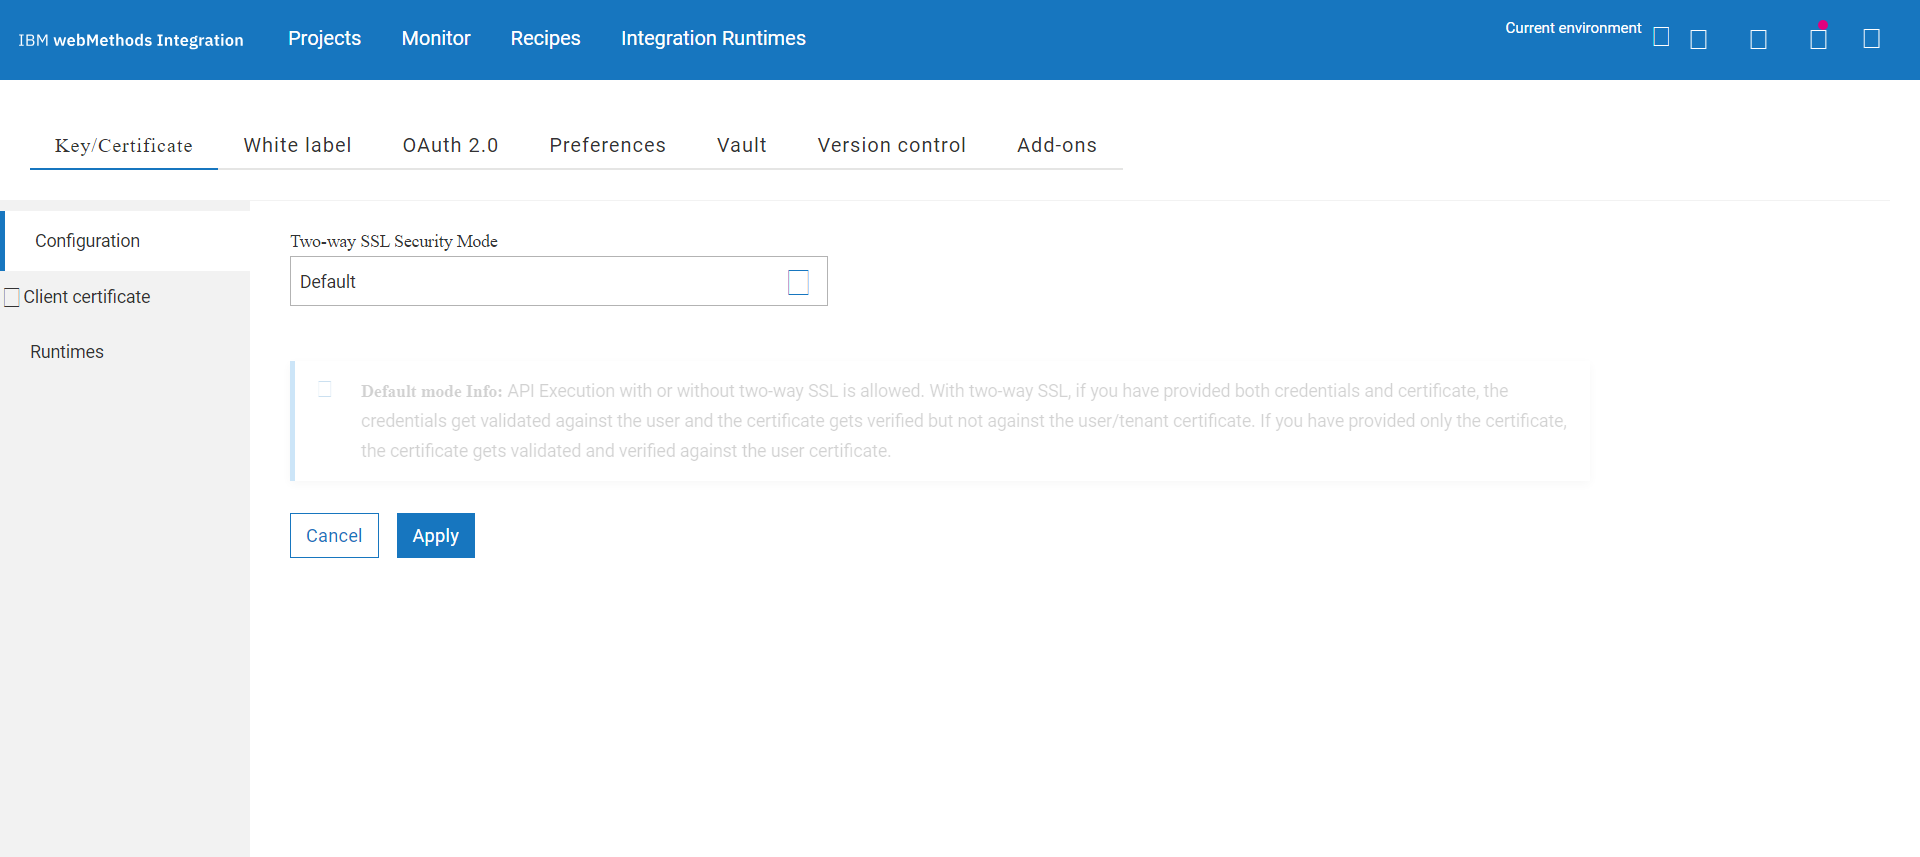 IBM webMethods Integration Projects Monitor Recipes Integration Runtimes Current environment
Key/Certificate White label OAuth 2.0 Preferences Vault Version control Add-ons
Configuration
Client certificate
Runtimes
Two-way SSL Security Mode
Default
Default mode Info: API Execution with or without two-way SSL is allowed. With two-way SSL, if you have provided both credentials and certificate, the
credentials get validated against the user and the certificate gets verified but not against the user/tenant certificate. If you have provided only the certificate,
the certificate gets validated and verified against the user certificate.
Cancel Apply